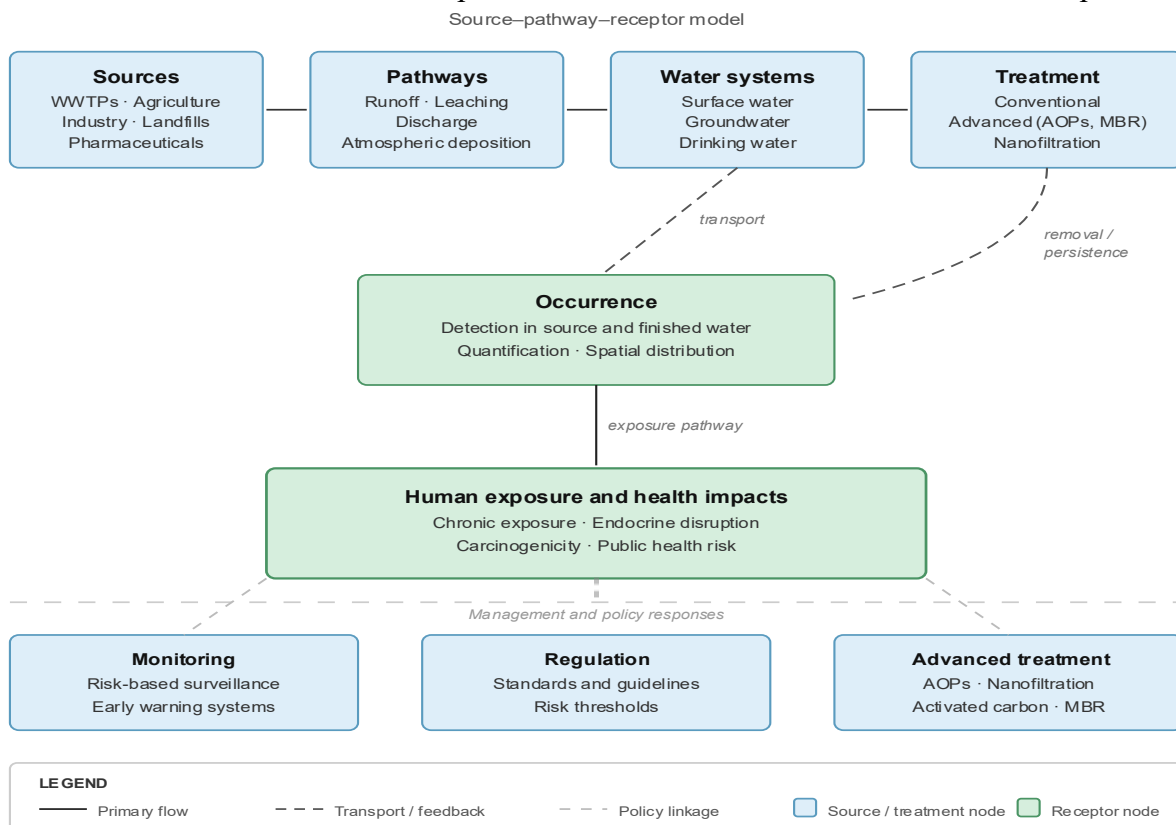 Source–pathway–receptor model
Sources
WWTPs · Agriculture
Industry · Landfills
Pharmaceuticals
Pathways
Runoff · Leaching
Discharge
Atmospheric deposition
Water systems
Surface water
Groundwater
Drinking water
Treatment
Conventional
Advanced (AOPs, MBR)
Nanofiltration
transport
removal /
persistence
Occurrence
Detection in source and finished water
Quantification · Spatial distribution
exposure pathway
Human exposure and health impacts
Chronic exposure · Endocrine disruption
Carcinogenicity · Public health risk
Management and policy responses
Monitoring
Risk-based surveillance
Early warning systems
Regulation
Standards and guidelines
Risk thresholds
Advanced treatment
AOPs · Nanofiltration
Activated carbon · MBR
LEGEND
Primary flow
Transport / feedback
Policy linkage
Source / treatment node
Receptor node